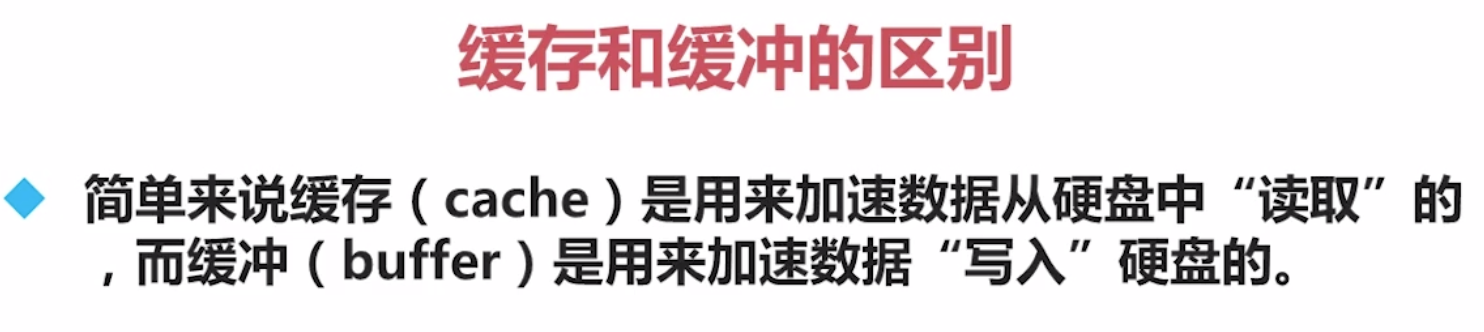 缓存和缓冲的区别
简单来说缓存（cache）是用来加速数据从硬盘中“读取”的
，而缓冲（buffer）是用来加速数据“写入”硬盘的。